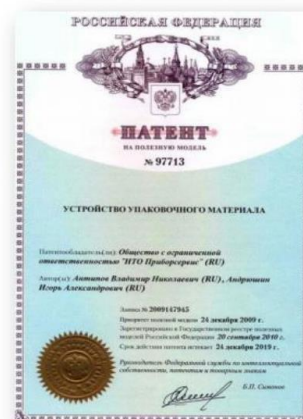 РОССИЙСКАЯ ФЕДЕРАЦИЯ
ПАТЕНТ
НА ПОЛЕЗНУЮ МОДЕЛЬ
№ 97713
УСТРОЙСТВО УПАКОВОЧНОГО МАТЕРИАЛА
Патентообладатель(ли): Общество с ограниченной
ответственностью "НТО Приборсервис" (RU)
Автор(ы): Антипов Владимир Николаевич (RU), Андрюшин
Игорь Александрович (RU)
Заявка № 2009147945
Приоритет полезной модели 24 декабря 2009 г.
Зарегистрировано в Государственном реестре полезных
моделей Российской Федерации 20 сентября 2010 г.
Срок действия патента истекает 24 декабря 2019 г.
Руководитель Федеральной службы по интеллектуальной
собственности, патентам и товарным знакам
Б.П. Симонов